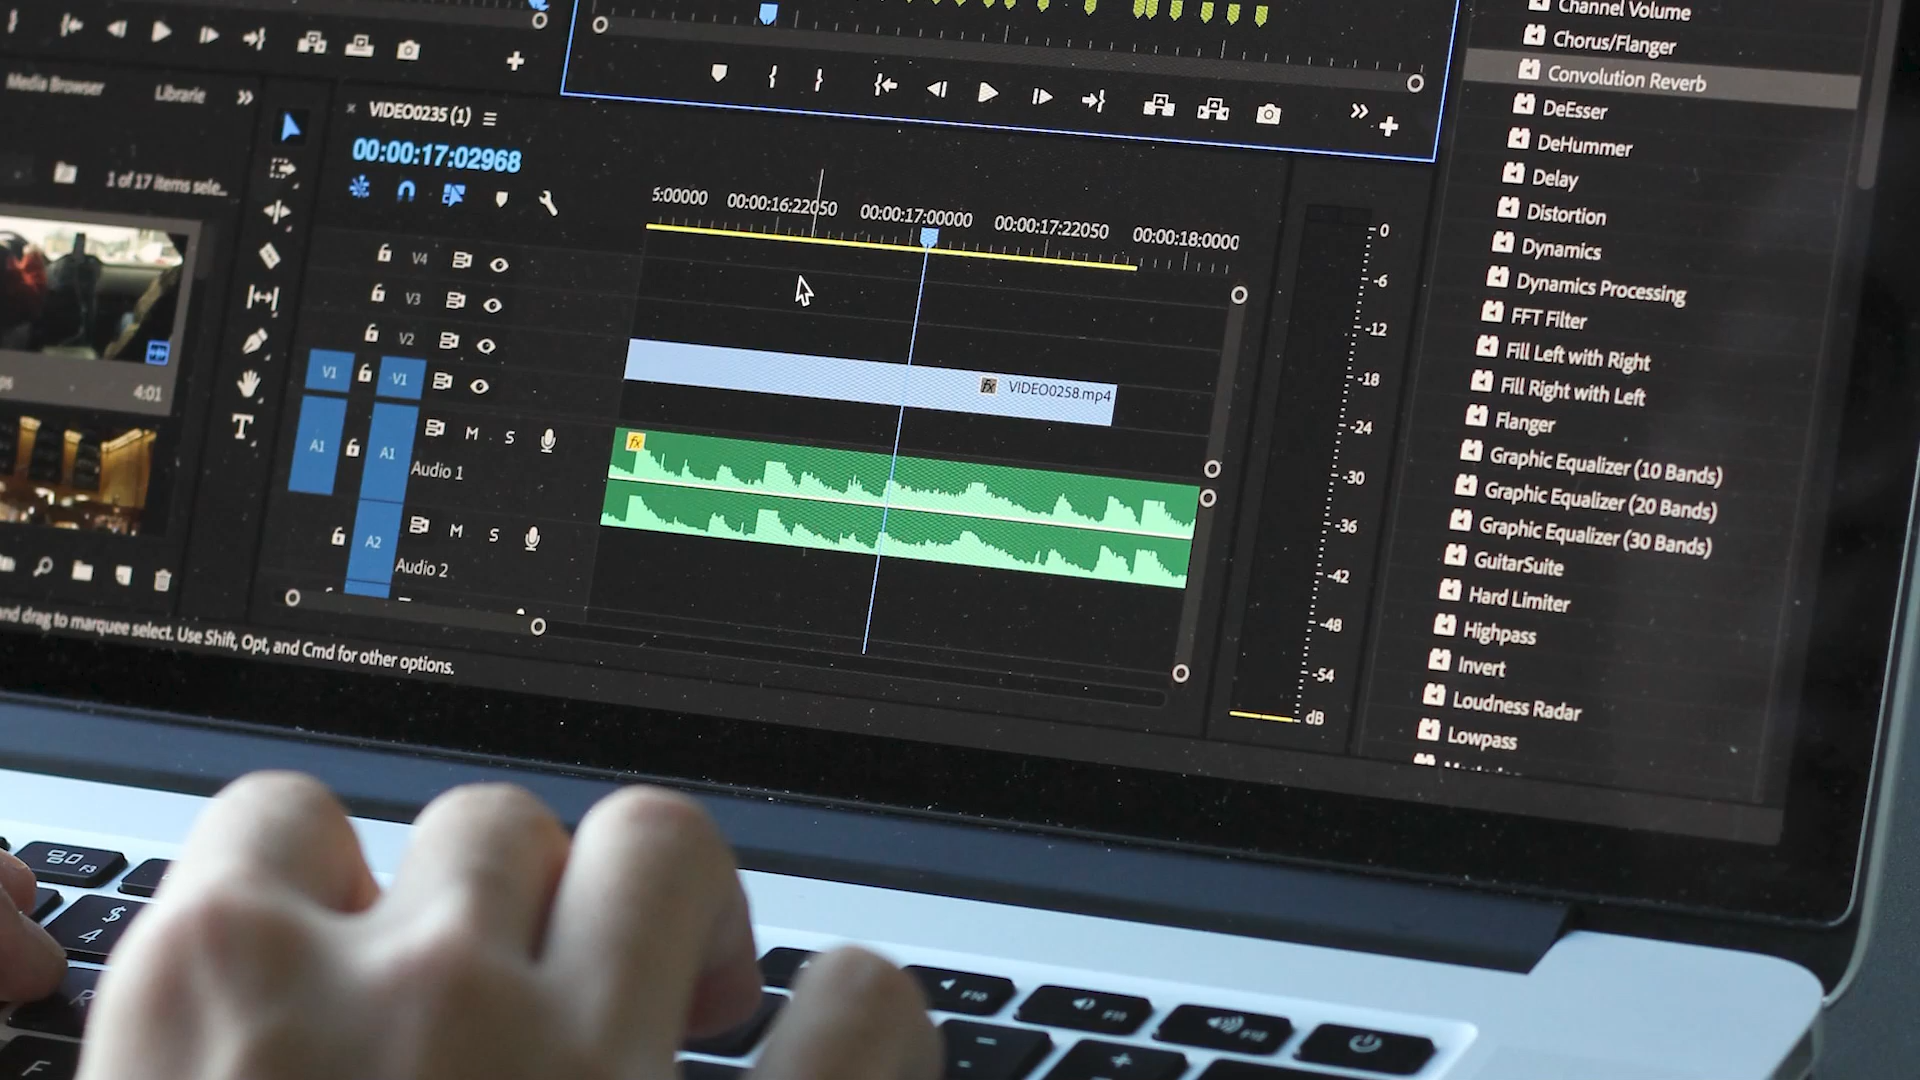 Media Browser
Librarie
1 of 17 items sele...
4:01
VIDEO0235 (1)
00:00:17:02968
5:00000
00:00:16:22050
00:00:17:00000
00:00:17:22050
00:00:18:0000
V4
V3
V2
V1
V1
VIDEO0258.mp4
fx
A1
A1
M
S
Audio 1
fx
A2
M
S
Audio 2
T
and drag to marquee select. Use Shift, Opt, and Cmd for other options.
0
-6
-12
-18
-24
-30
-36
-42
-48
-54
dB
Channel Volume
Chorus/Flanger
Convolution Reverb
DeEsser
DeHummer
Delay
Distortion
Dynamics
Dynamics Processing
FFT Filter
Fill Left with Right
Fill Right with Left
Flanger
Graphic Equalizer (10 Bands)
Graphic Equalizer (20 Bands)
Graphic Equalizer (30 Bands)
GuitarSuite
Hard Limiter
Highpass
Invert
Loudness Radar
Lowpass
F3
$
4
R
F
F10
F11
F12